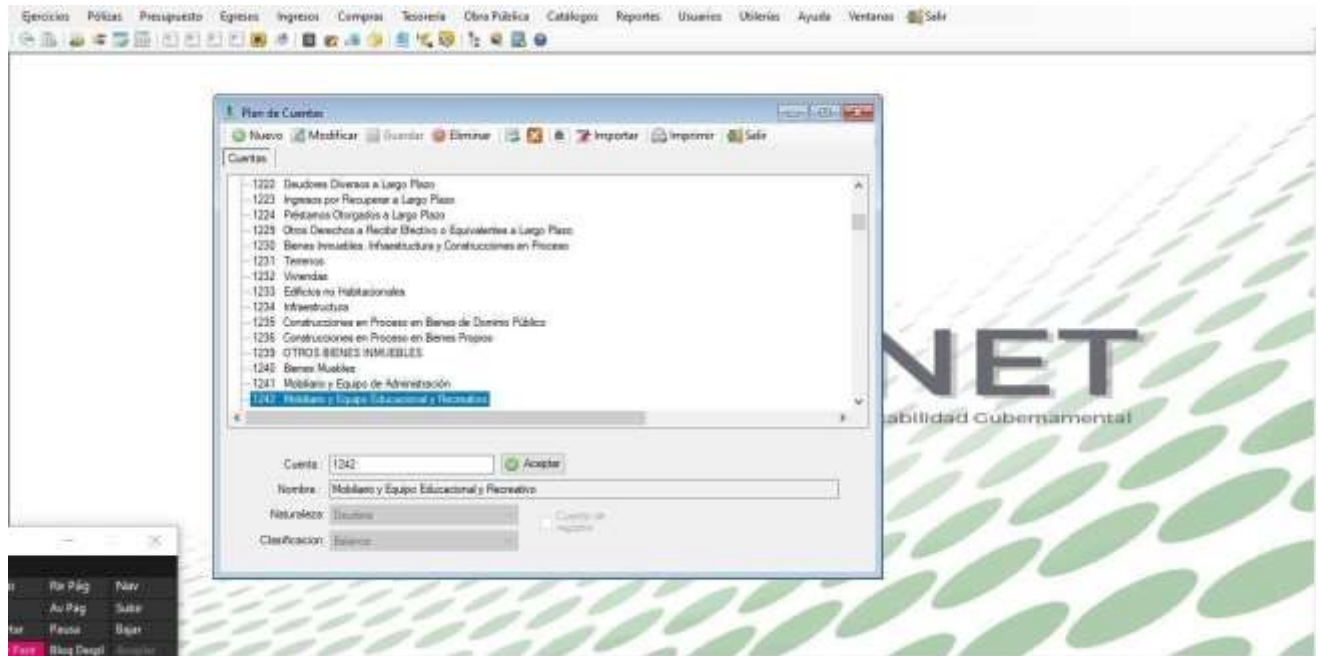 Ejercicios Pólizas Presupuesto Egresos Ingresos Compras Tesorería Obra Pública Catálogos Reportes Usuarios Utilerías Ayuda Ventanas Salir
Plan de Cuentas
Nuevo Modificar Guardar Eliminar Importar Imprimir Salir
Cuentas
1222 Deudores Diversos a Largo Plazo
1223 Ingresos por Recuperar a Largo Plazo
1224 Préstamos Otorgados a Largo Plazo
1229 Otros Derechos a Recibir Efectivo o Equivalentes a Largo Plazo
1230 Bienes Inmuebles, Infraestructura y Construcciones en Proceso
1231 Terrenos
1232 Viviendas
1233 Edificios no Habitacionales
1234 Infraestructura
1235 Construcciones en Proceso en Bienes de Dominio Público
1236 Construcciones en Proceso en Bienes Propios
1239 OTROS BIENES INMUEBLES
1240 Bienes Muebles
1241 Mobiliario y Equipo de Administración
1242 Mobiliario y Equipo Educacional y Recreativo
NET
abilidad Gubernamental
Cuenta: 1242 Aceptar
Nombre: Mobiliario y Equipo Educacional y Recreativo
Naturaleza: Deudora Cuenta de registro
Clasificacion: Balance
Re Pág Nav
Av Pág Subir
Pausa Bajar
Bloq Despl